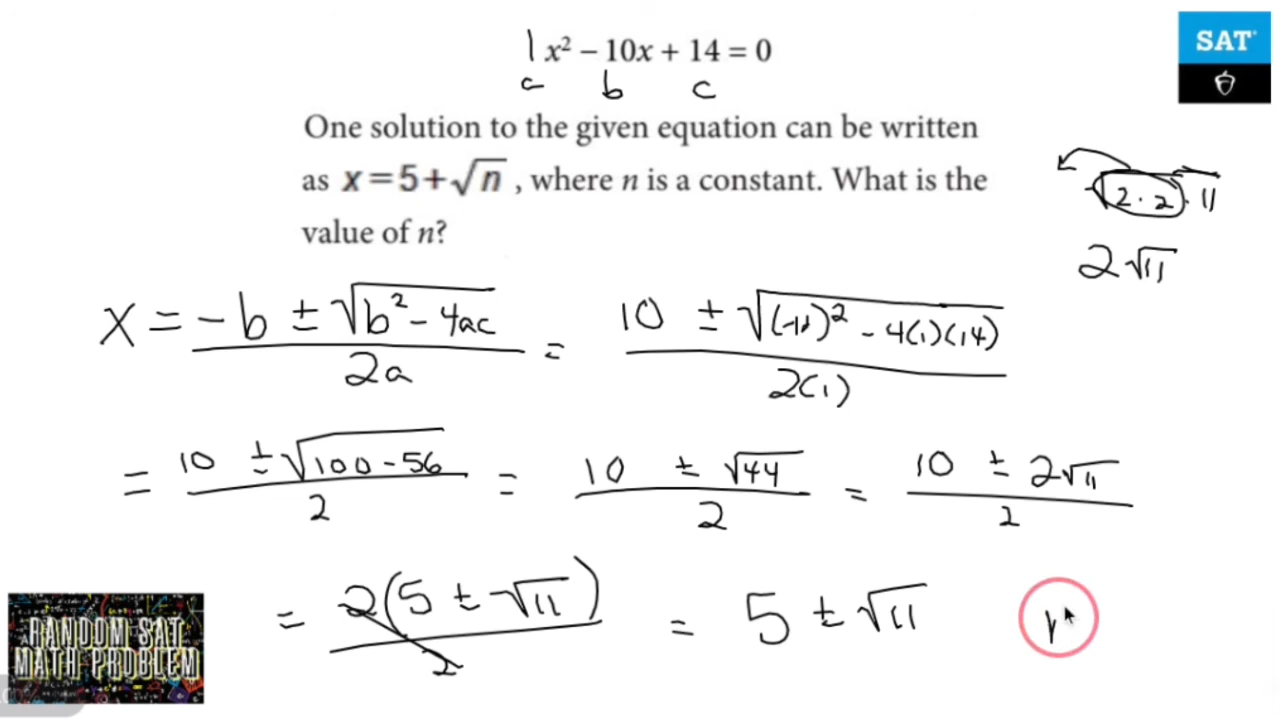 1x² − 10x + 14 = 0
a b c
SAT
One solution to the given equation can be written
as x = 5 + √n , where n is a constant. What is the
value of n?
√2 · 2 · 11
2√11
x = (-b ± √(b² - 4ac)) / 2a = (10 ± √((-10)² - 4(1)(14))) / 2(1)
= (10 ± √(100 - 56)) / 2 = (10 ± √44) / 2 = (10 ± 2√11) / 2
= 2(5 ± √11) / 2 = 5 ± √11
RANDOM SAT
MATH PROBLEM